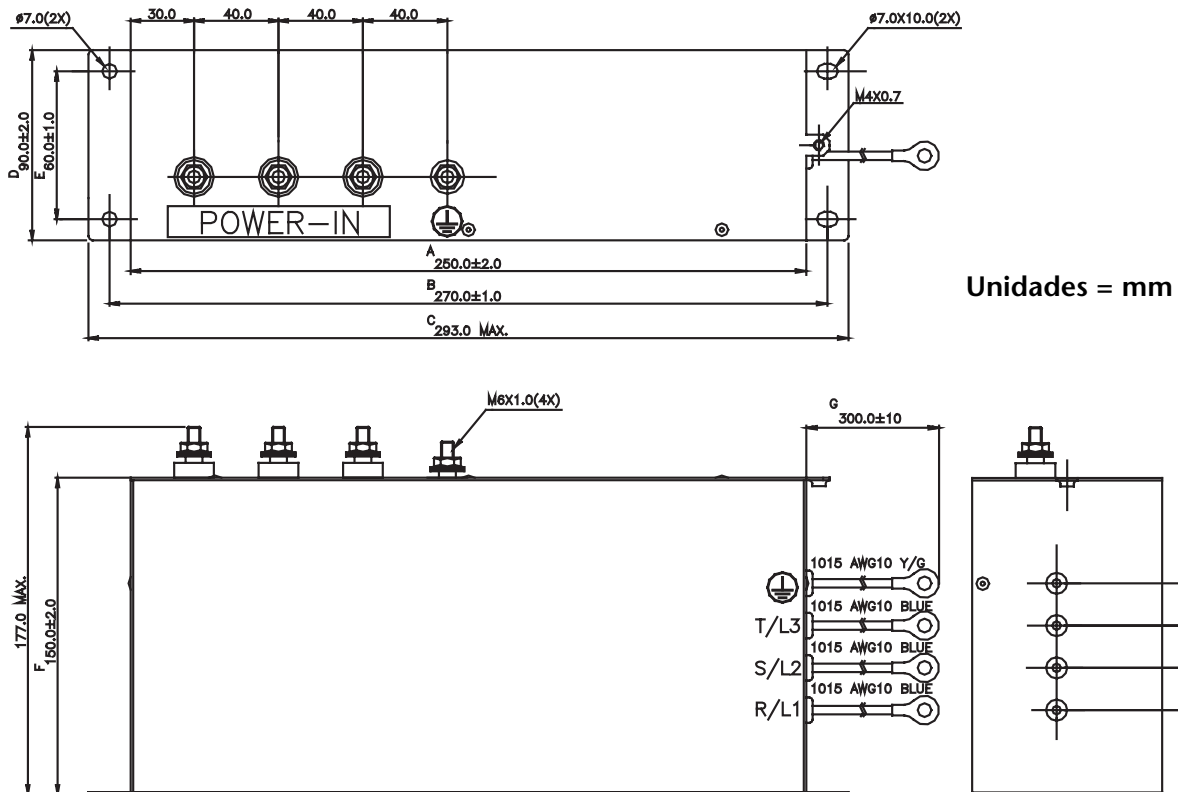 ø7.0(2X)
30.0
40.0
40.0
40.0
ø7.0X10.0(2X)
M4X0.7
D
90.0±2.0
E
60.0±1.0
POWER-IN
A
250.0±2.0
B
270.0±1.0
C
293.0 MAX.
Unidades = mm
M6X1.0(4X)
G
300.0±10
177.0 MAX.
F
150.0±2.0
1015 AWG10 Y/G
1015 AWG10 BLUE
T/L3
1015 AWG10 BLUE
S/L2
1015 AWG10 BLUE
R/L1